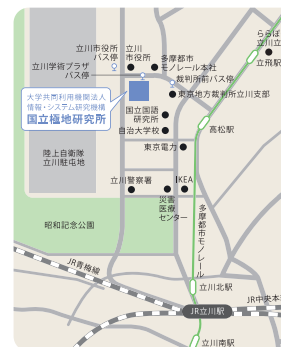 立川市役所
バス停
立川
市役所
多摩都市
モノレール本社
ららぽ
立川立
立飛駅
立川学術プラザ
バス停
裁判所前バス停
大学共同利用機関法人
情報・システム研究機構
国立極地研究所
東京地方裁判所立川支部
国立国語
研究所
自治大学校
高松駅
東京電力
陸上自衛隊
立川駐屯地
立川警察署
IKEA
災害
医療
センター
多摩都市モノレール
昭和記念公園
JR青梅線
立川北駅
JR中央本
JR立川駅
立川南駅